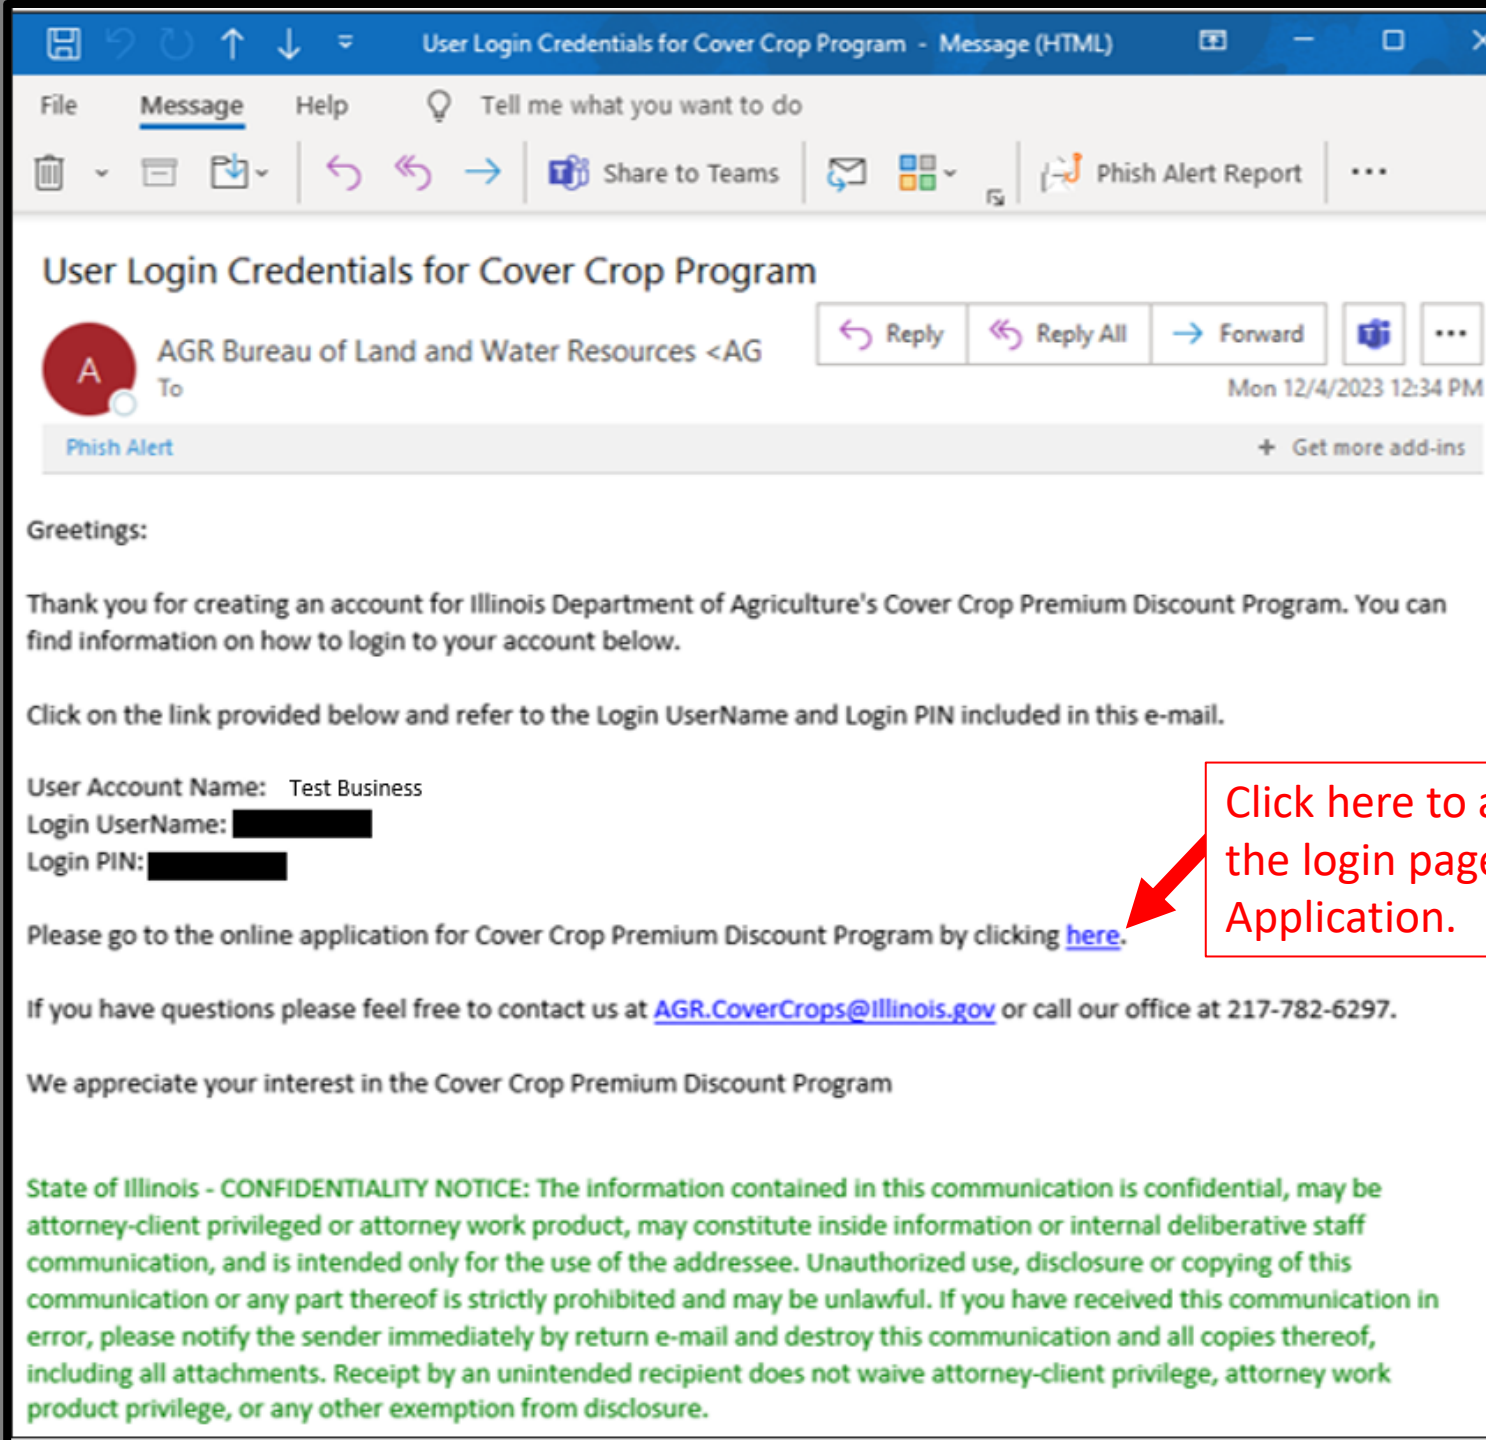 User Login Credentials for Cover Crop Program - Message (HTML)
File Message Help Tell me what you want to do
Share to Teams Phish Alert Report ...
User Login Credentials for Cover Crop Program
A
AGR Bureau of Land and Water Resources <AG
Reply Reply All Forward ...
To
Mon 12/4/2023 12:34 PM
Phish Alert + Get more add-ins
Greetings:
Thank you for creating an account for Illinois Department of Agriculture's Cover Crop Premium Discount Program. You can
find information on how to login to your account below.
Click on the link provided below and refer to the Login UserName and Login PIN included in this e-mail.
User Account Name: Test Business
Login UserName:
Login PIN:
Click here to
the login page
Application.
Please go to the online application for Cover Crop Premium Discount Program by clicking here.
If you have questions please feel free to contact us at AGR.CoverCrops@Illinois.gov or call our office at 217-782-6297.
We appreciate your interest in the Cover Crop Premium Discount Program
State of Illinois - CONFIDENTIALITY NOTICE: The information contained in this communication is confidential, may be
attorney-client privileged or attorney work product, may constitute inside information or internal deliberative staff
communication, and is intended only for the use of the addressee. Unauthorized use, disclosure or copying of this
communication or any part thereof is strictly prohibited and may be unlawful. If you have received this communication in
error, please notify the sender immediately by return e-mail and destroy this communication and all copies thereof,
including all attachments. Receipt by an unintended recipient does not waive attorney-client privilege, attorney work
product privilege, or any other exemption from disclosure.